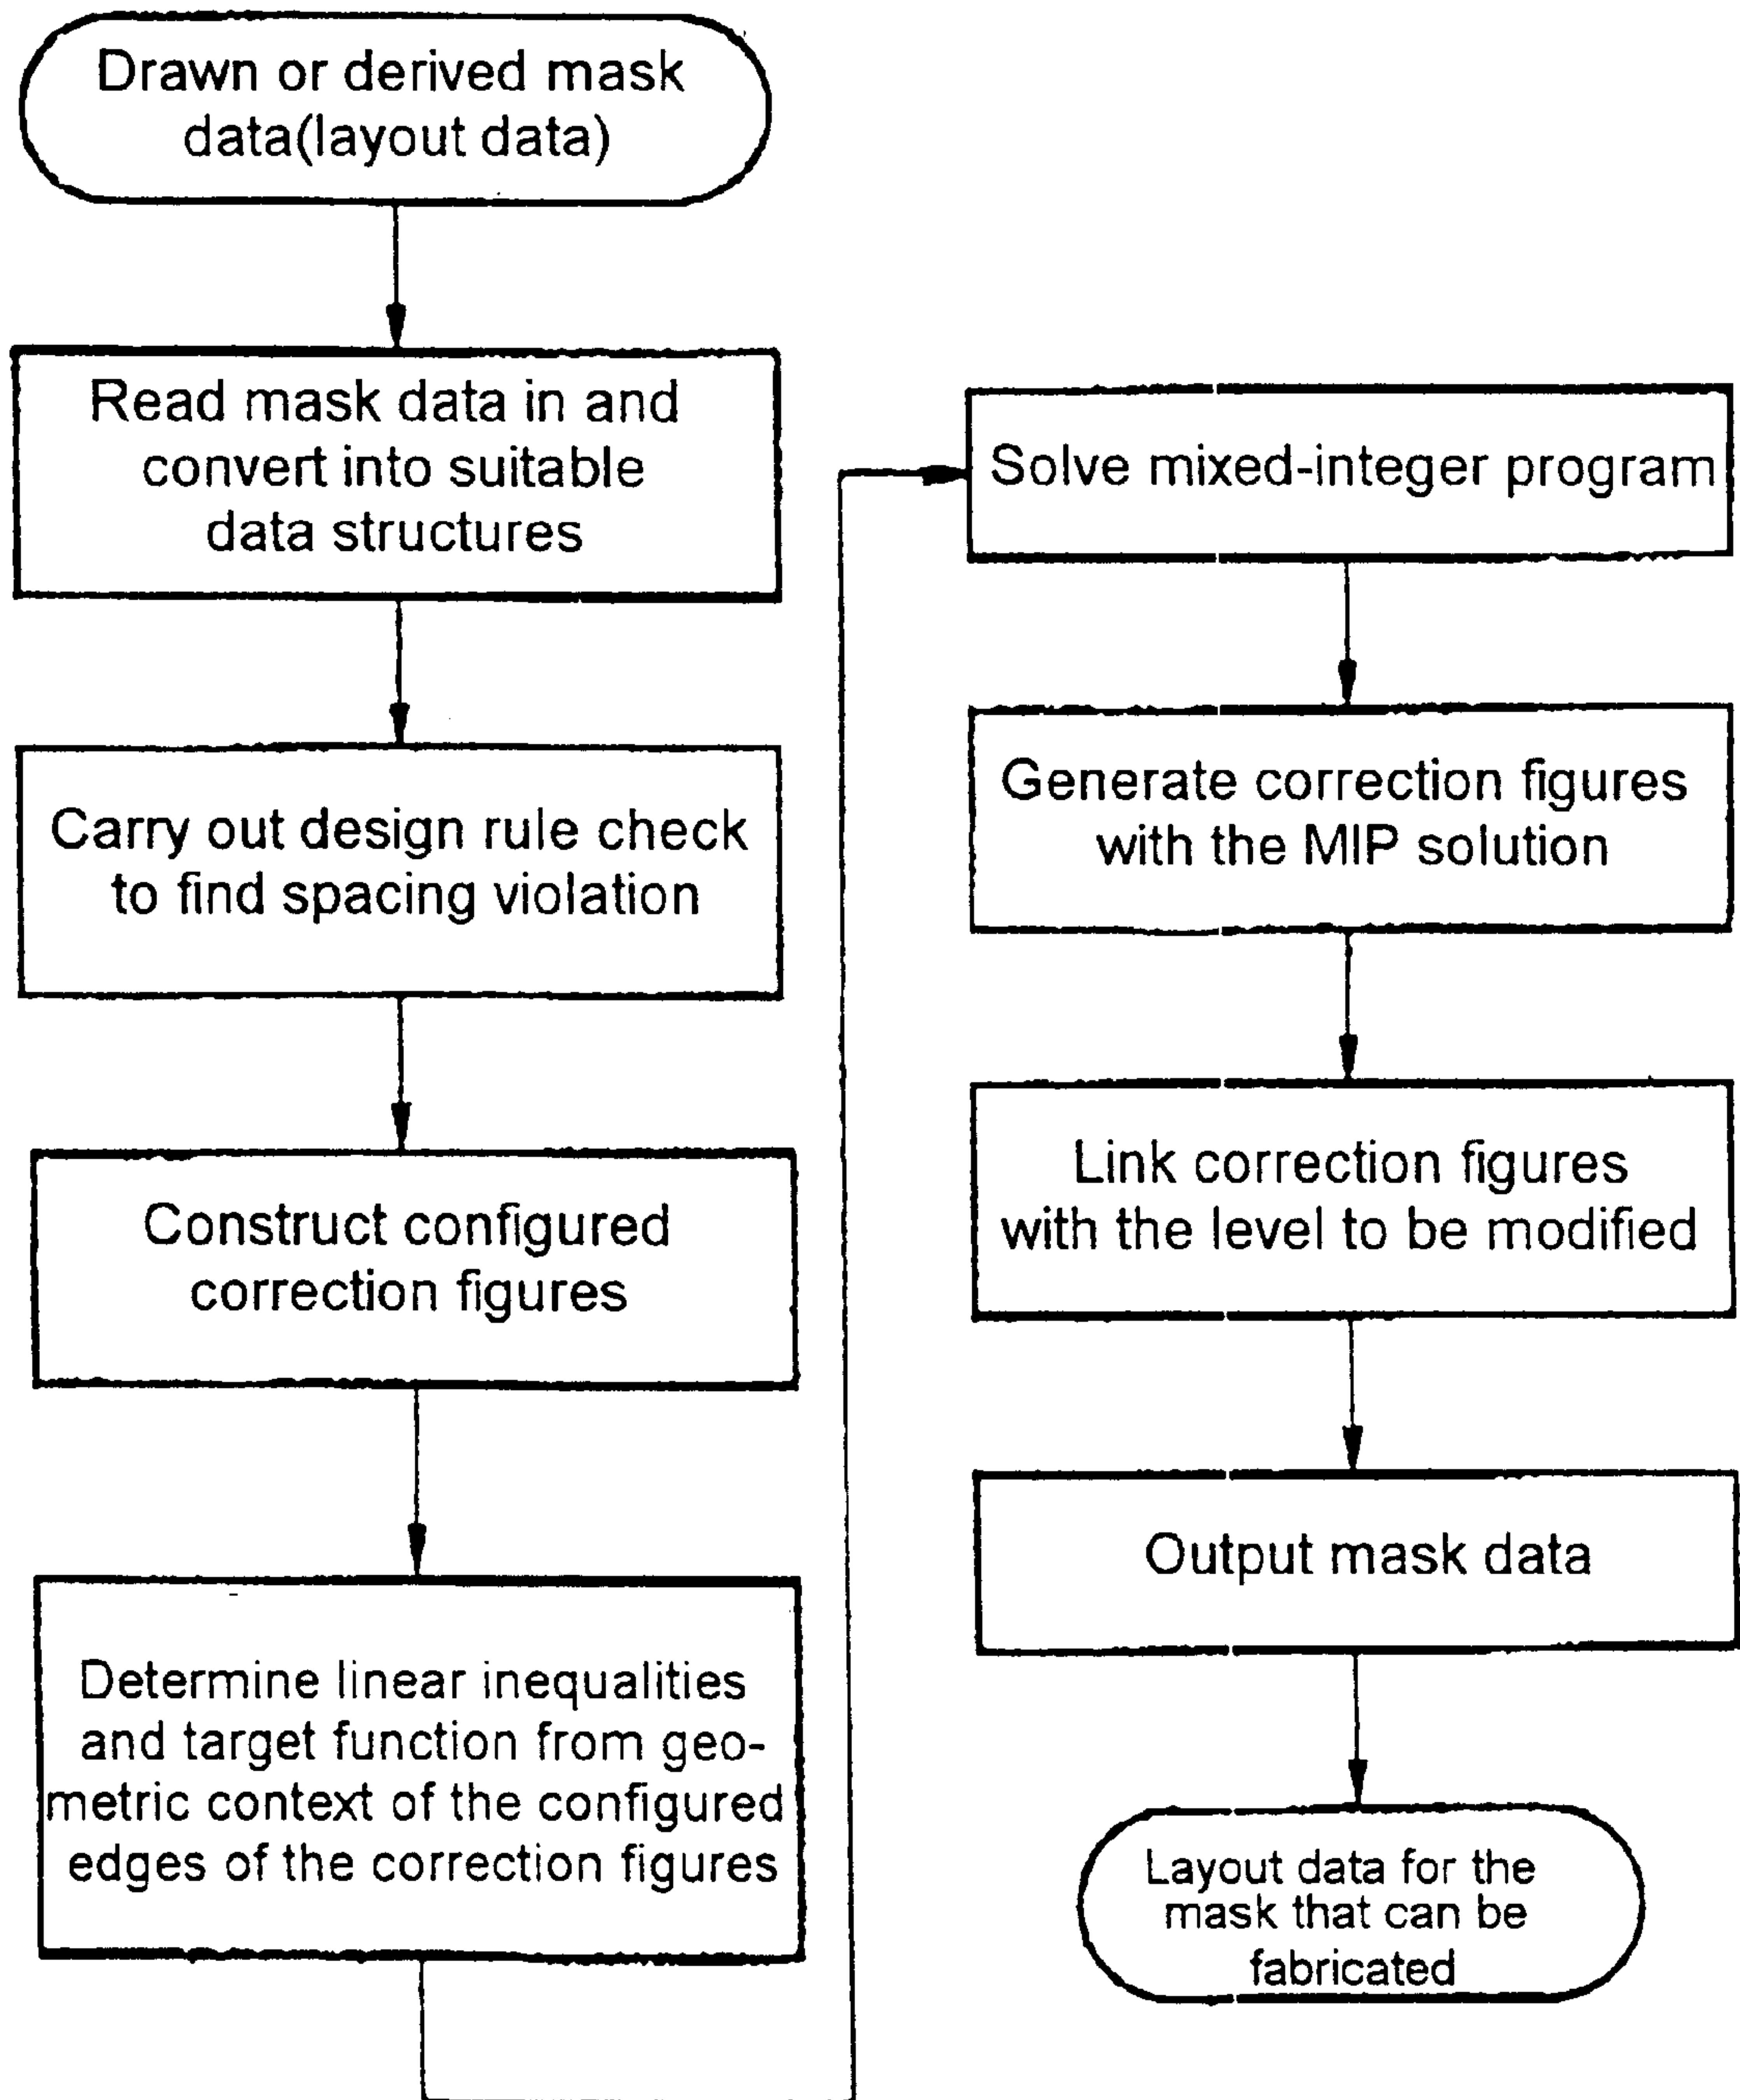 Drawn or derived mask
data(layout data)
Read mask data in and
convert into suitable
data structures
Carry out design rule check
to find spacing violation
Construct configured
correction figures
Determine linear inequalities
and target function from geo-
metric context of the configured
edges of the correction figures
Solve mixed-integer program
Generate correction figures
with the MIP solution
Link correction figures
with the level to be modified
Output mask data
Layout data for the
mask that can be
fabricated